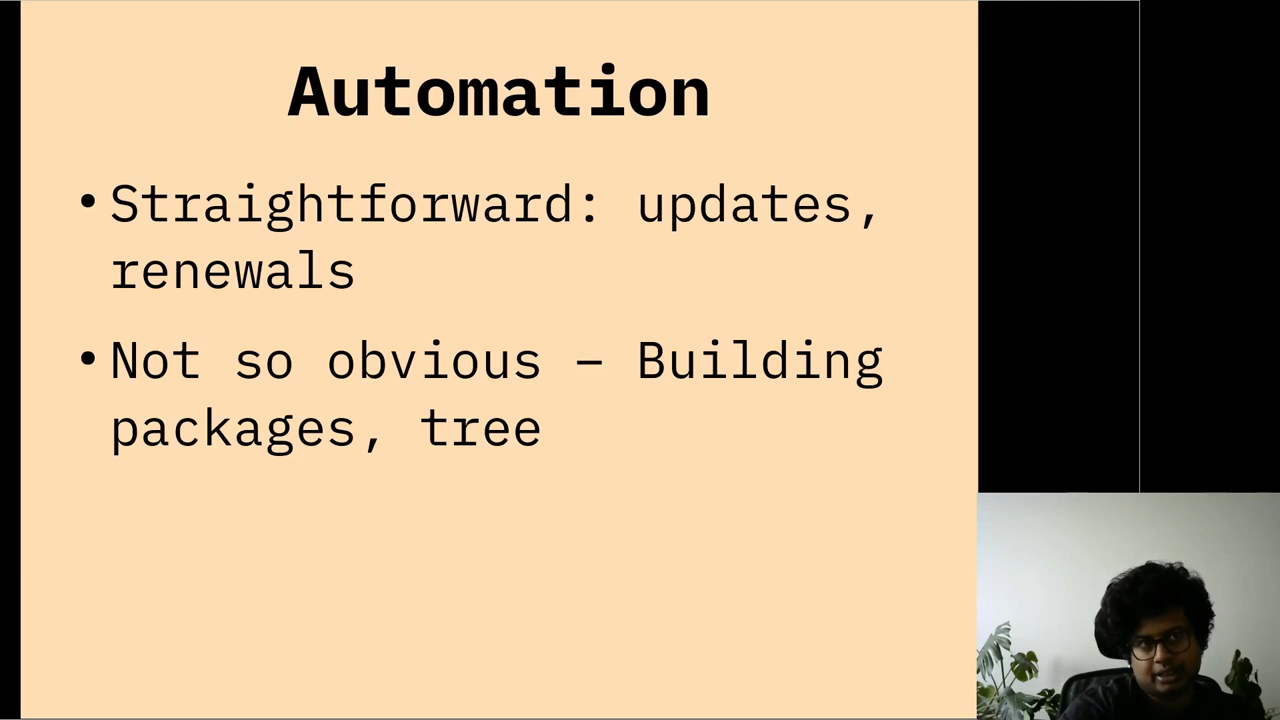 Automation
• Straightforward: updates,
renewals
• Not so obvious – Building
packages, tree